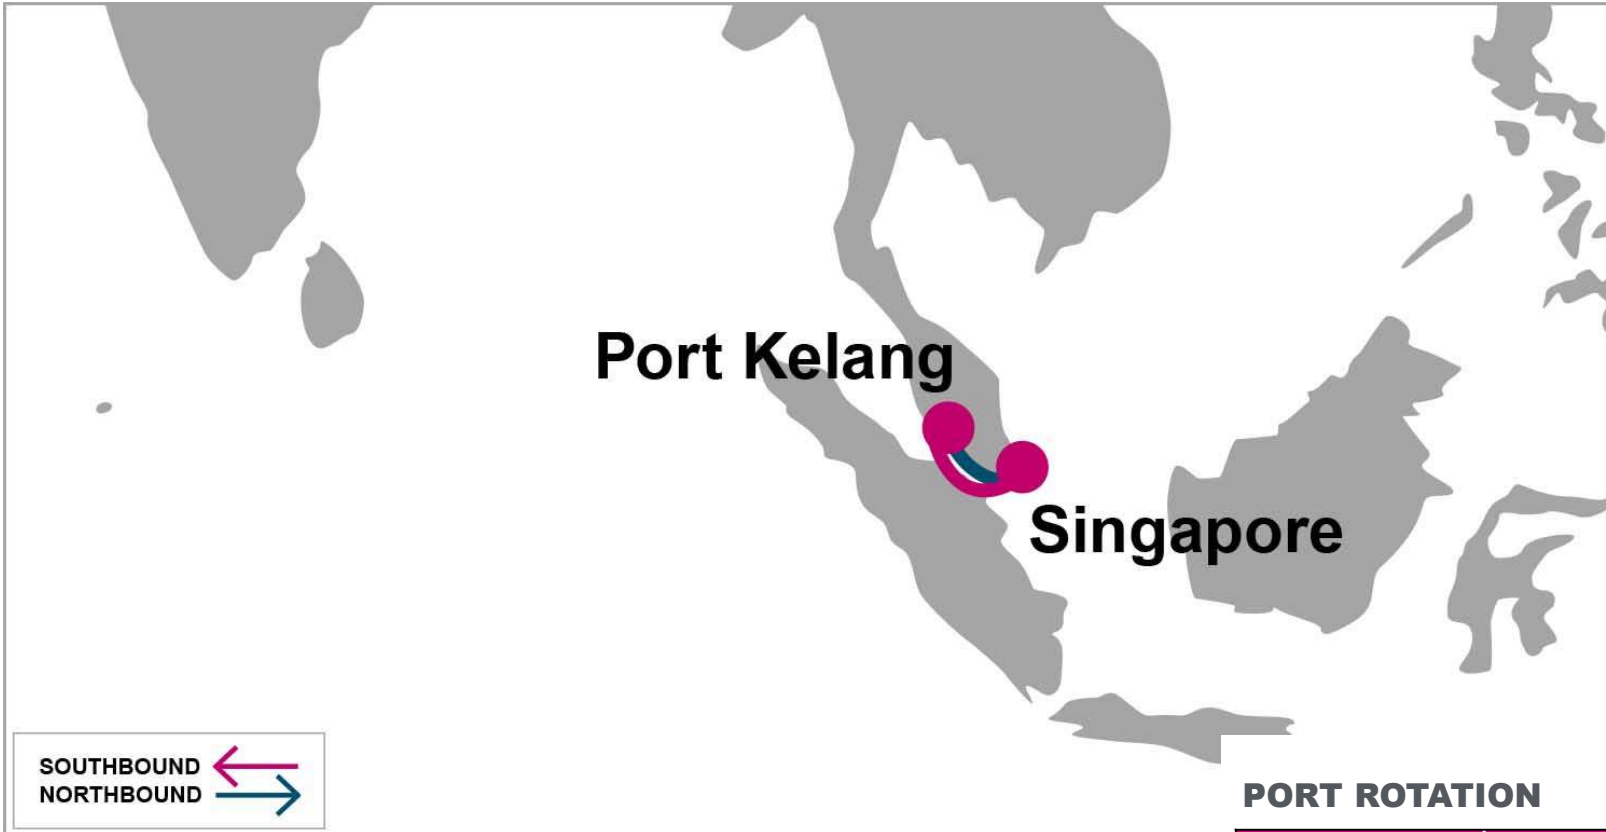 Port Kelang
Singapore
SOUTHBOUND
NORTHBOUND
PORT ROTATION